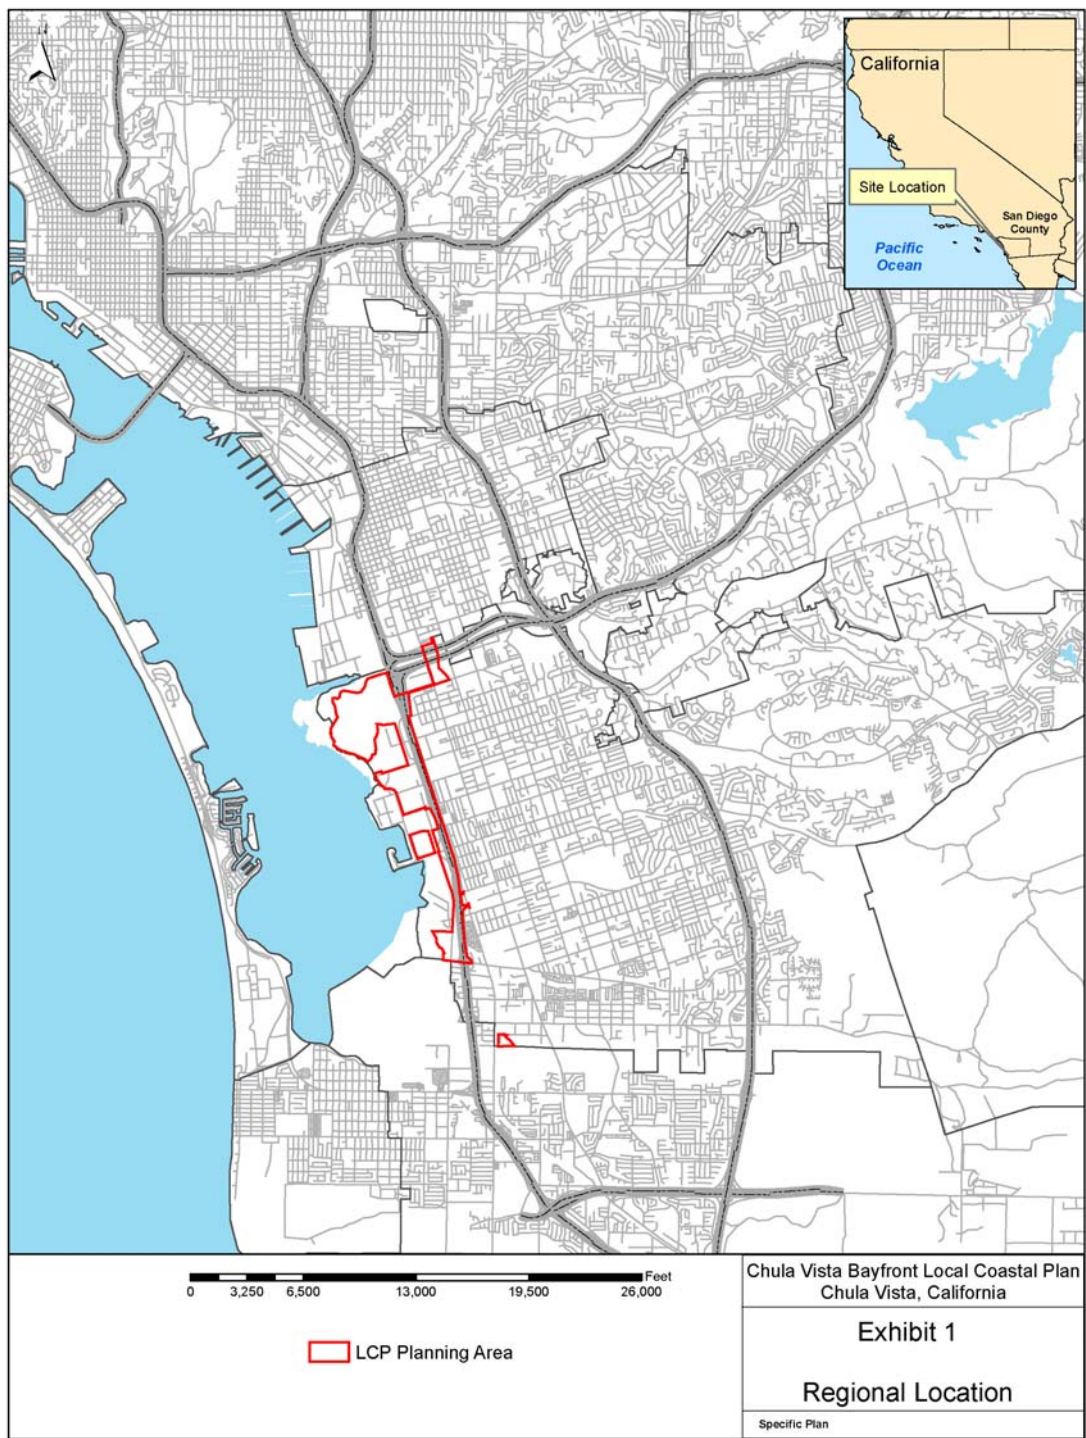 California
Site Location
San Diego
County
Pacific
Ocean
Feet
0 3,250 6,500 13,000 19,500 26,000
LCP Planning Area
Chula Vista Bayfront Local Coastal Plan
Chula Vista, California
Exhibit 1
Regional Location
Specific Plan